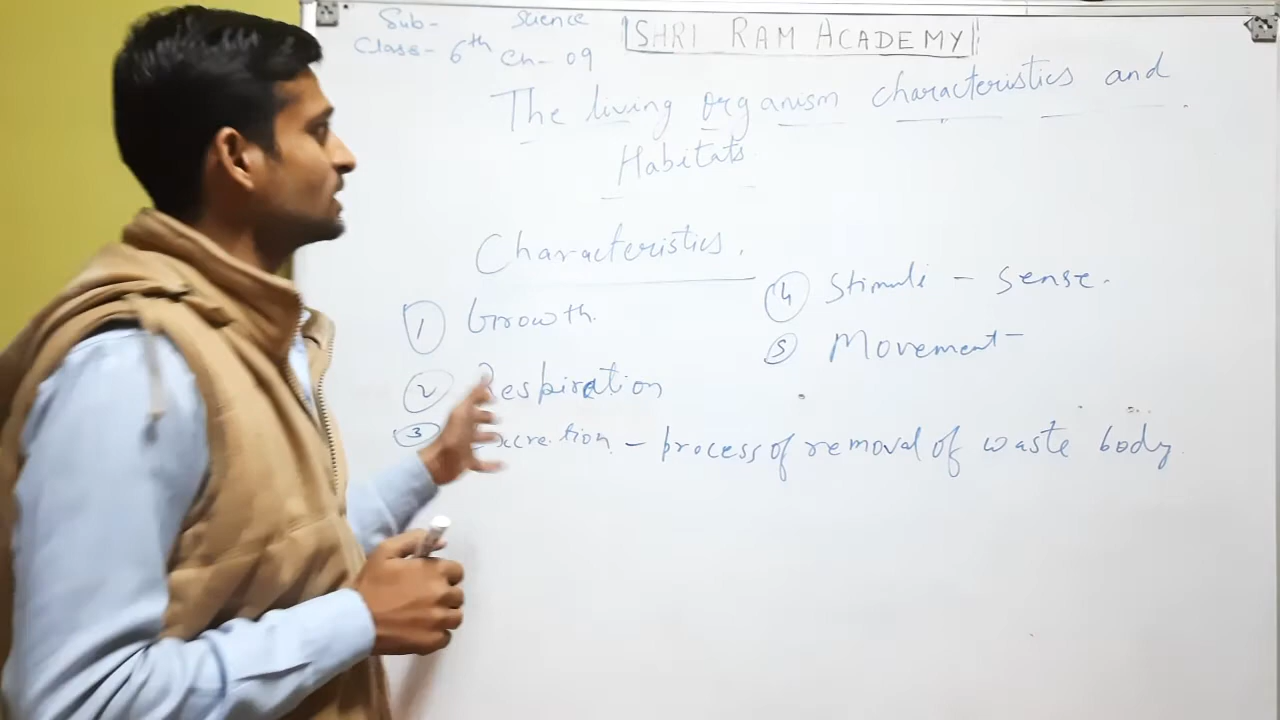 Sub- science
Class- 6th Ch- 09
SHRI RAM ACADEMY
The living organism characteristics and
Habitats
Characteristics.
1 Growth.
2 Respiration
3 Excretion - process of removal of waste body
4 Stimuli - sense.
5 Movement -